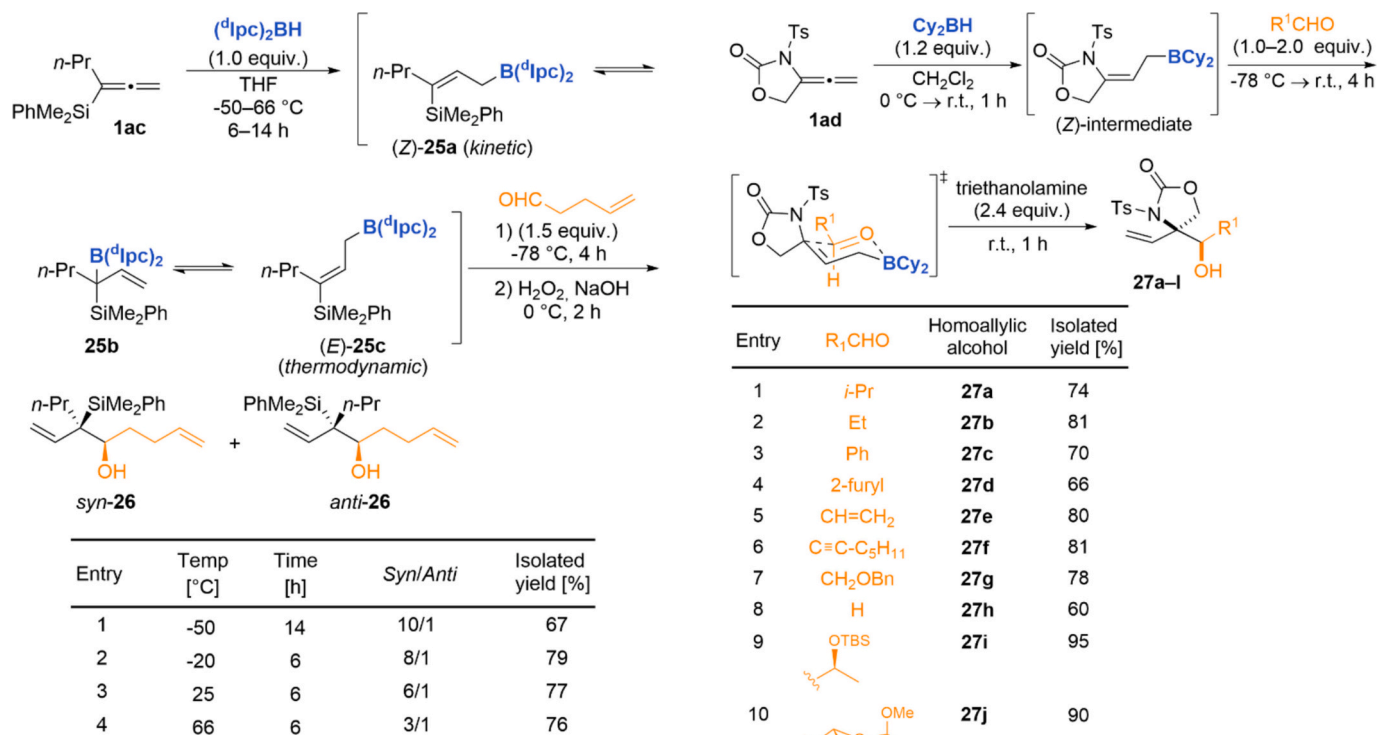 (ᵈIpc)₂BH
(1.0 equiv.)
THF
-50–66 °C
6–14 h
n-Pr
PhMe₂Si
1ac
n-Pr
B(ᵈIpc)₂
SiMe₂Ph
(Z)-25a (kinetic)
B(ᵈIpc)₂
n-Pr
SiMe₂Ph
25b
B(ᵈIpc)₂
n-Pr
SiMe₂Ph
(E)-25c
(thermodynamic)
OHC
1) (1.5 equiv.)
-78 °C, 4 h
2) H₂O₂, NaOH
0 °C, 2 h
n-Pr
SiMe₂Ph
OH
syn-26
+
PhMe₂Si
n-Pr
OH
anti-26
Entry Temp [°C] Time [h] Syn/Anti Isolated yield [%]
1 -50 14 10/1 67
2 -20 6 8/1 79
3 25 6 6/1 77
4 66 6 3/1 76
Ts
O
N
O
1ad
Cy₂BH
(1.2 equiv.)
CH₂Cl₂
0 °C → r.t., 1 h
Ts
O
N
O
BCy₂
(Z)-intermediate
R¹CHO
(1.0–2.0 equiv.)
-78 °C → r.t., 4 h
O
Ts
N
O
R¹
O
H
BCy₂
‡
triethanolamine
(2.4 equiv.)
r.t., 1 h
O
O
Ts
N
R¹
OH
27a–l
Entry R₁CHO Homoallylic alcohol Isolated yield [%]
1 i-Pr 27a 74
2 Et 27b 81
3 Ph 27c 70
4 2-furyl 27d 66
5 CH=CH₂ 27e 80
6 C≡C-C₅H₁₁ 27f 81
7 CH₂OBn 27g 78
8 H 27h 60
9 OTBS 27i 95
10 OMe 27j 90